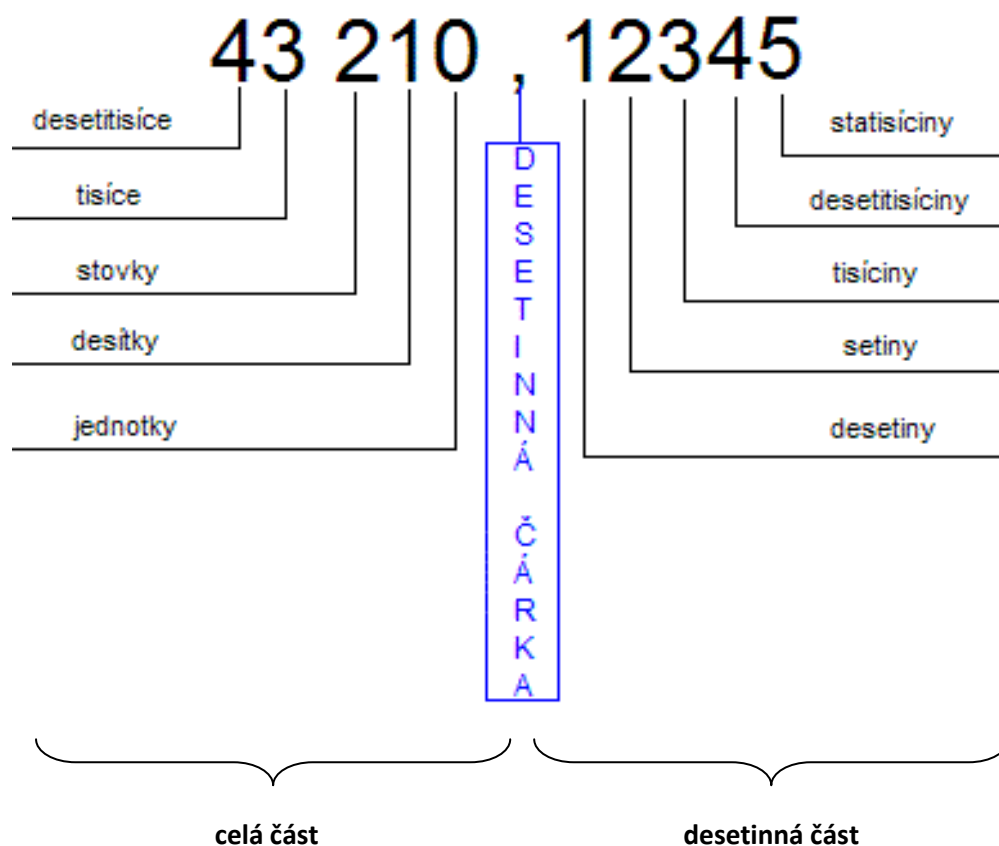 43 210 , 12345
desetitisíce
statisíciny
tisíce
desetitisíciny
stovky
tisíciny
desítky
setiny
jednotky
desetiny
DESETINNÁ ČÁRKA
celá část
desetinná část